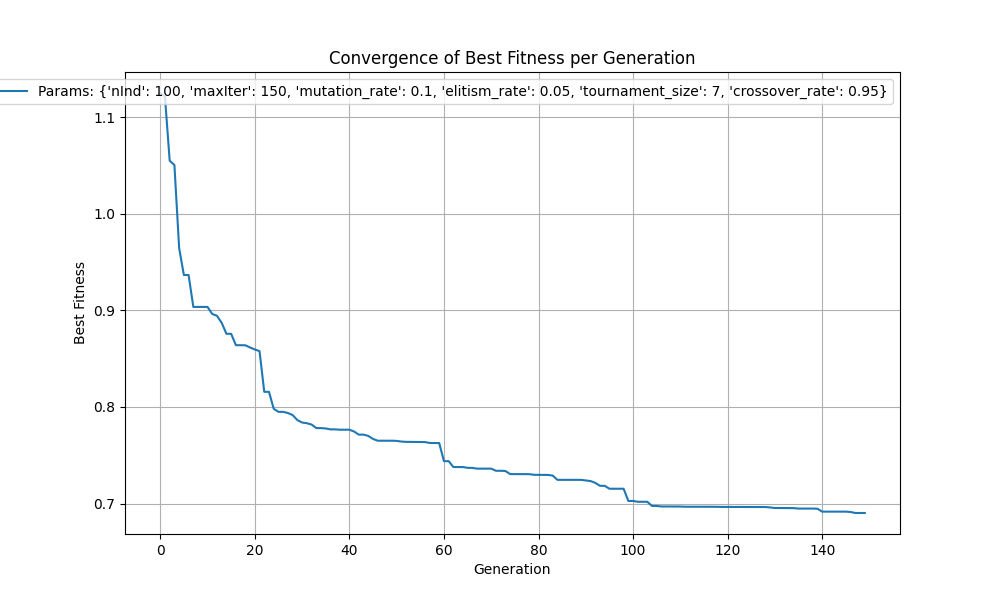 Convergence of Best Fitness per Generation
Params: {'nInd': 100, 'maxIter': 150, 'mutation_rate': 0.1, 'elitism_rate': 0.05, 'tournament_size': 7, 'crossover_rate': 0.95}
1.1
1.0
0.9
0.8
0.7
Best Fitness
0 20 40 60 80 100 120 140
Generation